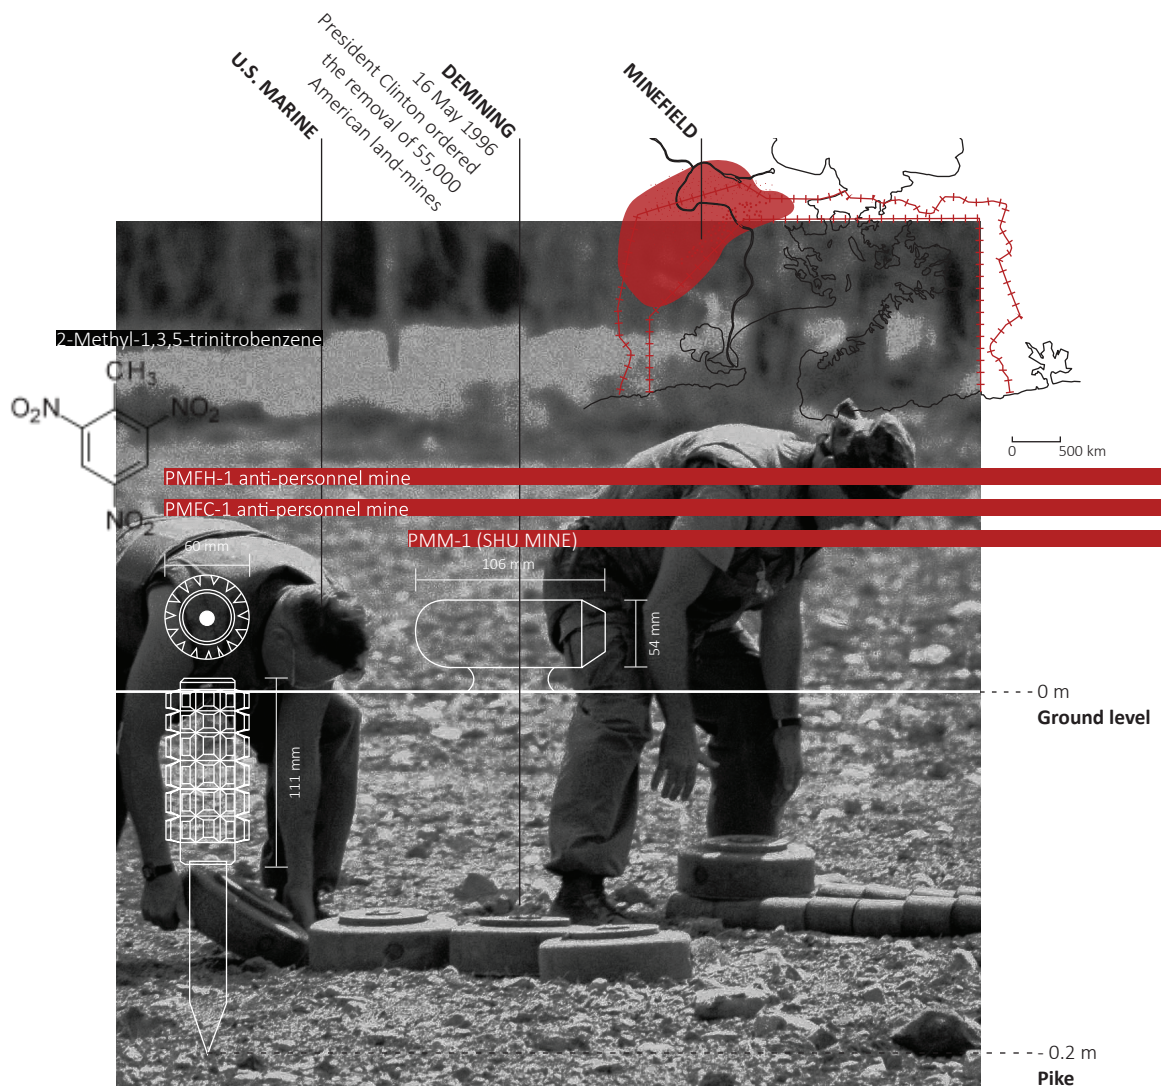 U.S. MARINE
DEMINING
16 May 1996
President Clinton ordered
the removal of 55,000
American land-mines
MINEFIELD
2-Methyl-1,3,5-trinitrobenzene
CH3
O2N
NO2
NO2
0 500 km
PMFH-1 anti-personnel mine
PMFC-1 anti-personnel mine
PMM-1 (SHU MINE)
60 mm
106 mm
54 mm
111 mm
0 m
Ground level
0.2 m
Pike